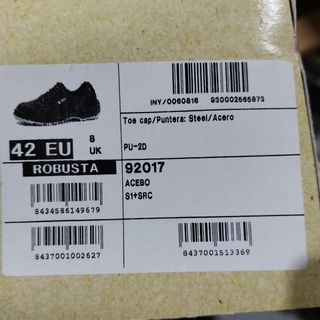 INY/0060816 930002565873
Toe cap/Puntera: Steel/Acero
42 EU
8
UK
PU-2D
ROBUSTA
92017
ACEBO
S1+SRC
8434586149679
8437001002627
8437001513369